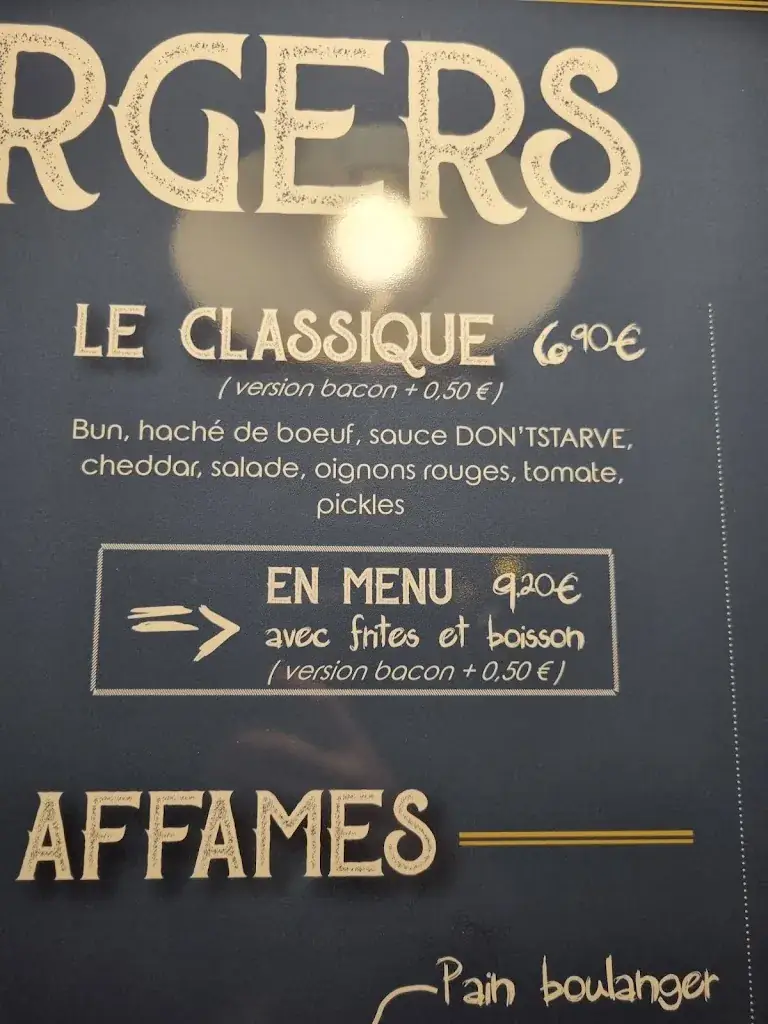 RGERS
LE CLASSIQUE 6.90€
( version bacon + 0,50 € )
Bun, haché de boeuf, sauce DON'TSTARVE,
cheddar, salade, oignons rouges, tomate,
pickles
=> EN MENU 9.20€
avec frites et boisson
( version bacon + 0,50 € )
AFFAMES
Pain boulanger